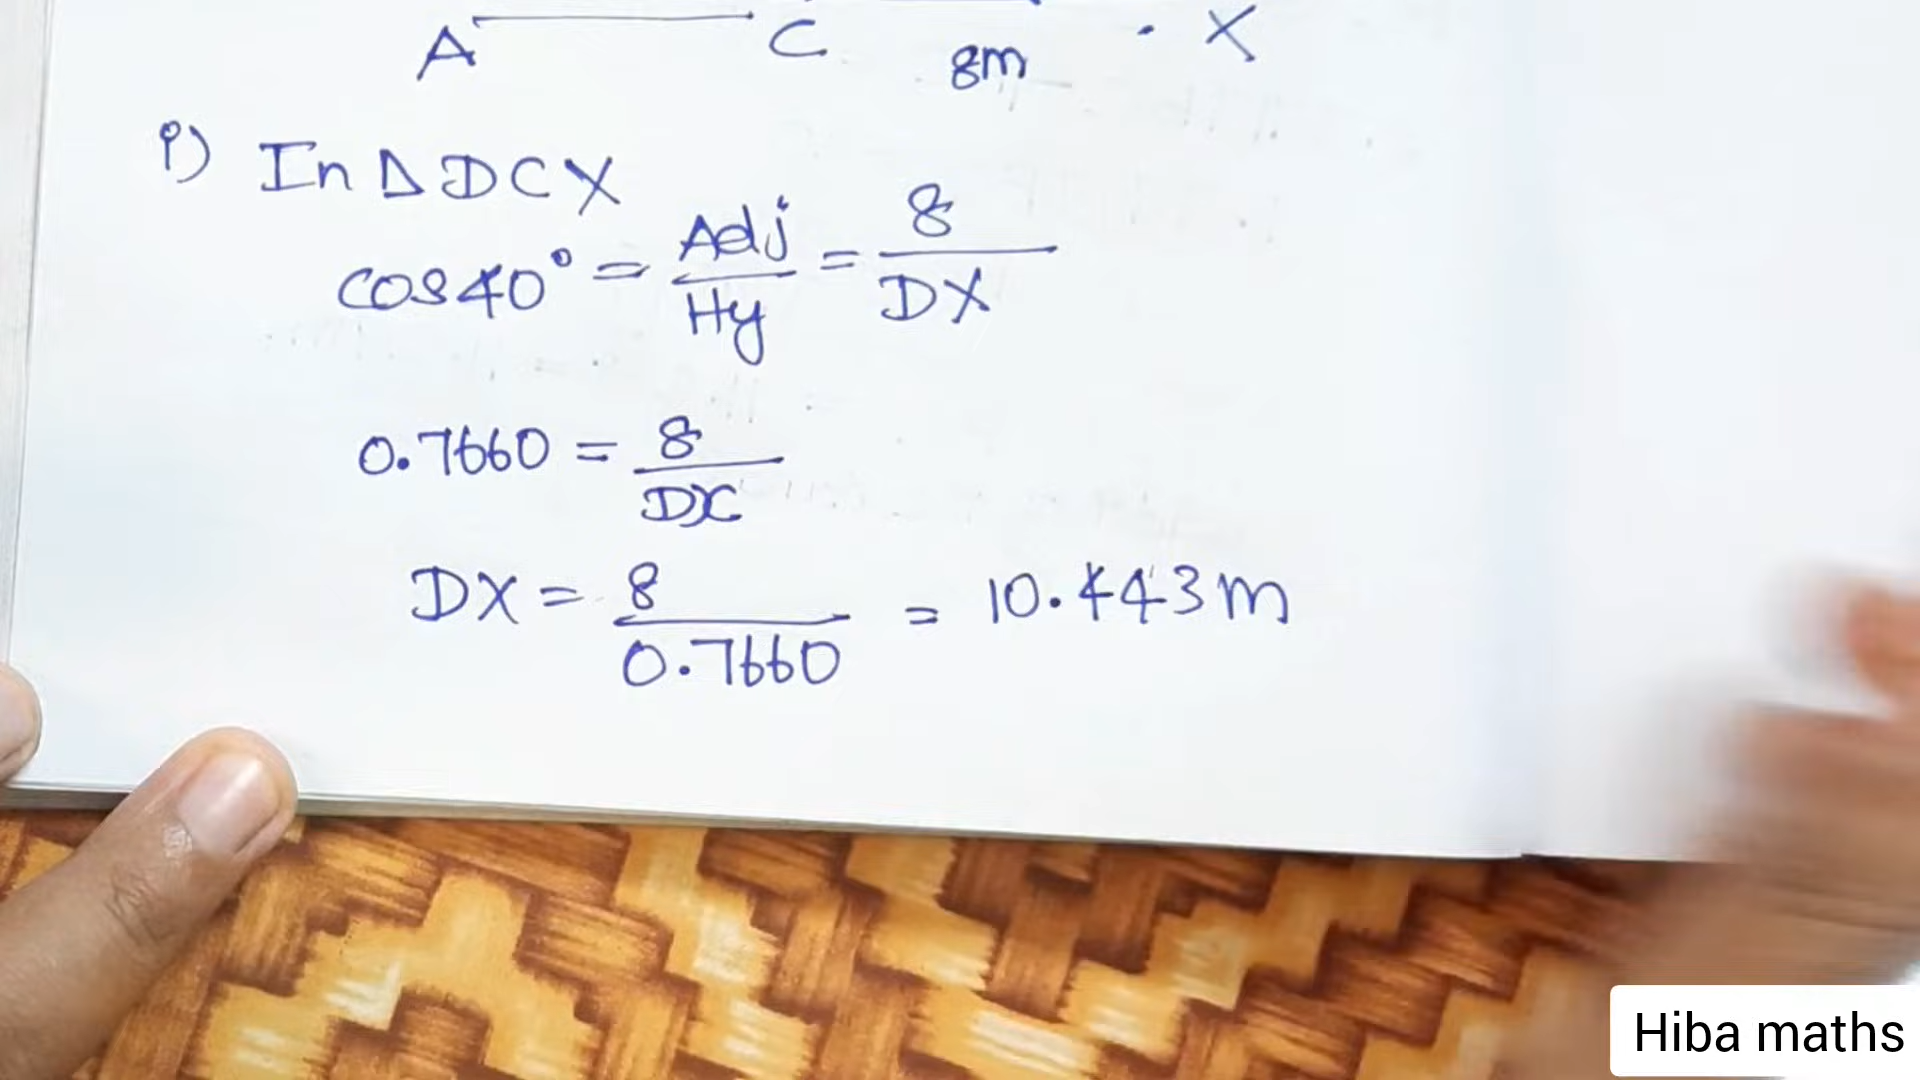 A C 8m . X
i) In Δ DCX
cos40° = Adj/Hy = 8/DX
0.7660 = 8/DX
DX = 8/0.7660 = 10.443m
Hiba maths